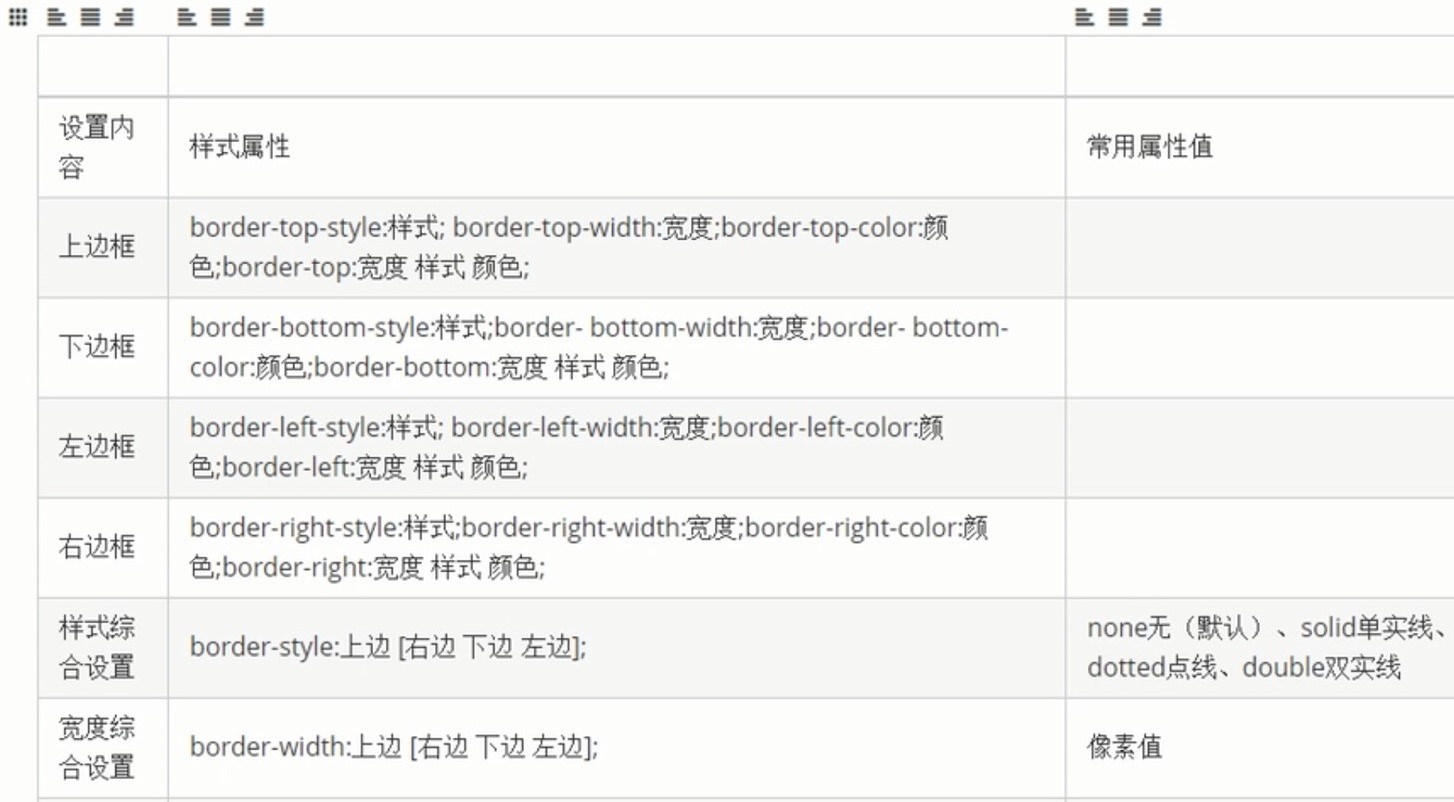 设置内
容
样式属性
常用属性值
上边框
border-top-style:样式; border-top-width:宽度;border-top-color:颜
色;border-top:宽度 样式 颜色;
下边框
border-bottom-style:样式;border- bottom-width:宽度;border- bottom-
color:颜色;border-bottom:宽度 样式 颜色;
左边框
border-left-style:样式; border-left-width:宽度;border-left-color:颜
色;border-left:宽度 样式 颜色;
右边框
border-right-style:样式;border-right-width:宽度;border-right-color:颜
色;border-right:宽度 样式 颜色;
样式综
合设置
border-style:上边 [右边 下边 左边];
none无（默认）、solid单实线、
dotted点线、double双实线
宽度综
合设置
border-width:上边 [右边 下边 左边];
像素值